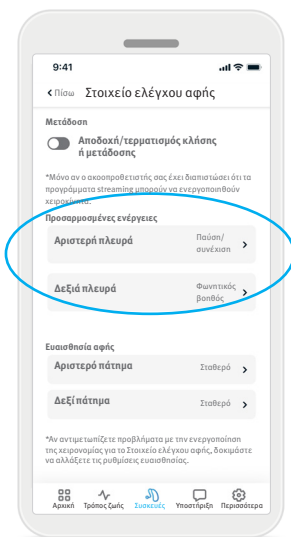 9:41
Πίσω Στοιχείο ελέγχου αφής
Μετάδοση
Αποδοχή/τερματισμός κλήσης
ή μετάδοσης
*Μόνο αν ο ακοοπροθετιστής σας έχει διαπιστώσει ότι τα
προγράμματα streaming μπορούν να ενεργοποιηθούν
χειροκίνητα.
Προσαρμοσμένες ενέργειες
Αριστερή πλευρά
Παύση/
συνέχιση
Δεξιά πλευρά
Φωνητικός
βοηθός
Ευαισθησία αφής
Αριστερό πάτημα Σταθερό
Δεξί πάτημα Σταθερό
*Αν αντιμετωπίζετε προβλήματα με την ενεργοποίηση
της χειρονομίας για το Στοιχείο ελέγχου αφής, δοκιμάστε
να αλλάξετε τις ρυθμίσεις ευαισθησίας.
Αρχική Τρόπος ζωής Συσκευές Υποστήριξη Περισσότερα